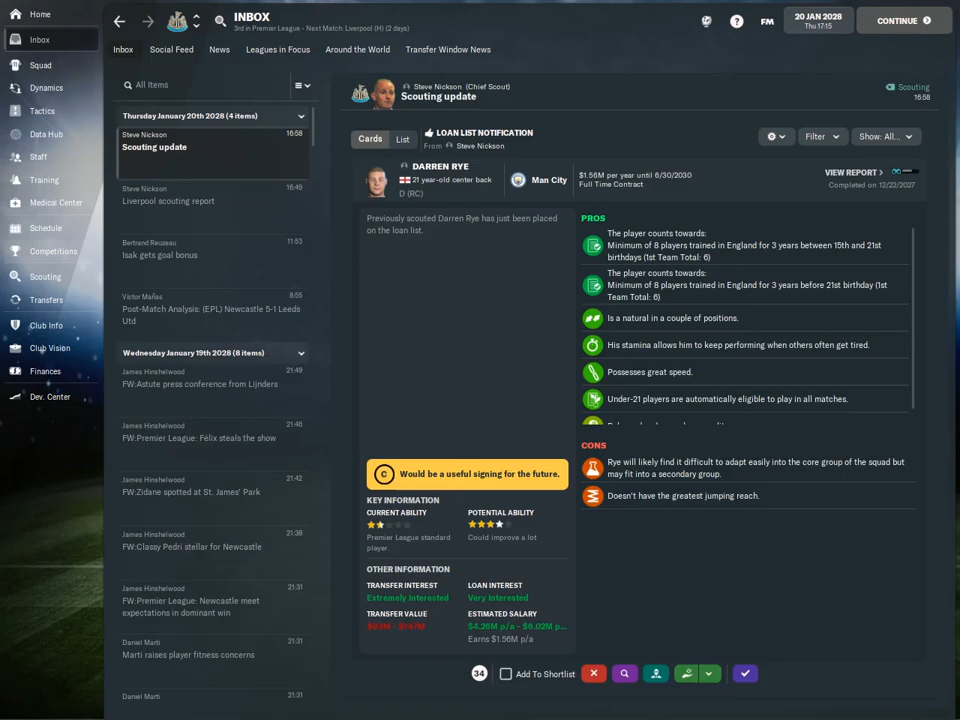 Home
Inbox
Squad
Dynamics
Tactics
Data Hub
Staff
Training
Medical Center
Schedule
Competitions
Scouting
Transfers
Club Info
Club Vision
Finances
Dev. Center
INBOX
3rd in Premier League - Next Match: Liverpool (H) (2 days)
?
FM
20 JAN 2028
Thu 17:15
CONTINUE
Inbox
Social Feed
News
Leagues in Focus
Around the World
Transfer Window News
All Items
Thursday January 20th 2028 (4 items)
Steve Nickson 16:58
Scouting update
Steve Nickson 16:49
Liverpool scouting report
Bertrand Reuzeau 11:53
Isak gets goal bonus
Victor Mañas 8:55
Post-Match Analysis: (EPL) Newcastle 5-1 Leeds
Utd
Wednesday January 19th 2028 (8 items)
James Hinshelwood 21:49
FW:Astute press conference from Lijnders
James Hinshelwood 21:46
FW:Premier League: Félix steals the show
James Hinshelwood 21:42
FW:Zidane spotted at St. James' Park
James Hinshelwood 21:38
FW:Classy Pedri stellar for Newcastle
James Hinshelwood 21:31
FW:Premier League: Newcastle meet
expectations in dominant win
Daniel Marti 21:31
Marti raises player fitness concerns
Daniel Marti 21:31
Steve Nickson (Chief Scout)
Scouting update
Scouting
16:58
Cards
List
LOAN LIST NOTIFICATION
From Steve Nickson
Filter
Show: All...
DARREN RYE
21 year-old center back
D (RC)
Man City
$1.56M per year until 6/30/2030
Full Time Contract
VIEW REPORT >
Completed on 12/22/2027
Previously scouted Darren Rye has just been placed
on the loan list.
C Would be a useful signing for the future.
KEY INFORMATION
CURRENT ABILITY
Premier League standard
player.
POTENTIAL ABILITY
Could improve a lot
OTHER INFORMATION
TRANSFER INTEREST
Extremely Interested
LOAN INTEREST
Very Interested
TRANSFER VALUE
$93M - $147M
ESTIMATED SALARY
$4.26M p/a - $6.02M p...
Earns $1.56M p/a
PROS
The player counts towards:
Minimum of 8 players trained in England for 3 years between 15th and 21st
birthdays (1st Team Total: 6)
The player counts towards:
Minimum of 8 players trained in England for 3 years before 21st birthday (1st
Team Total: 6)
Is a natural in a couple of positions.
His stamina allows him to keep performing when others often get tired.
Possesses great speed.
Under-21 players are automatically eligible to play in all matches.
CONS
Rye will likely find it difficult to adapt easily into the core group of the squad but
may fit into a secondary group.
Doesn't have the greatest jumping reach.
34
Add To Shortlist